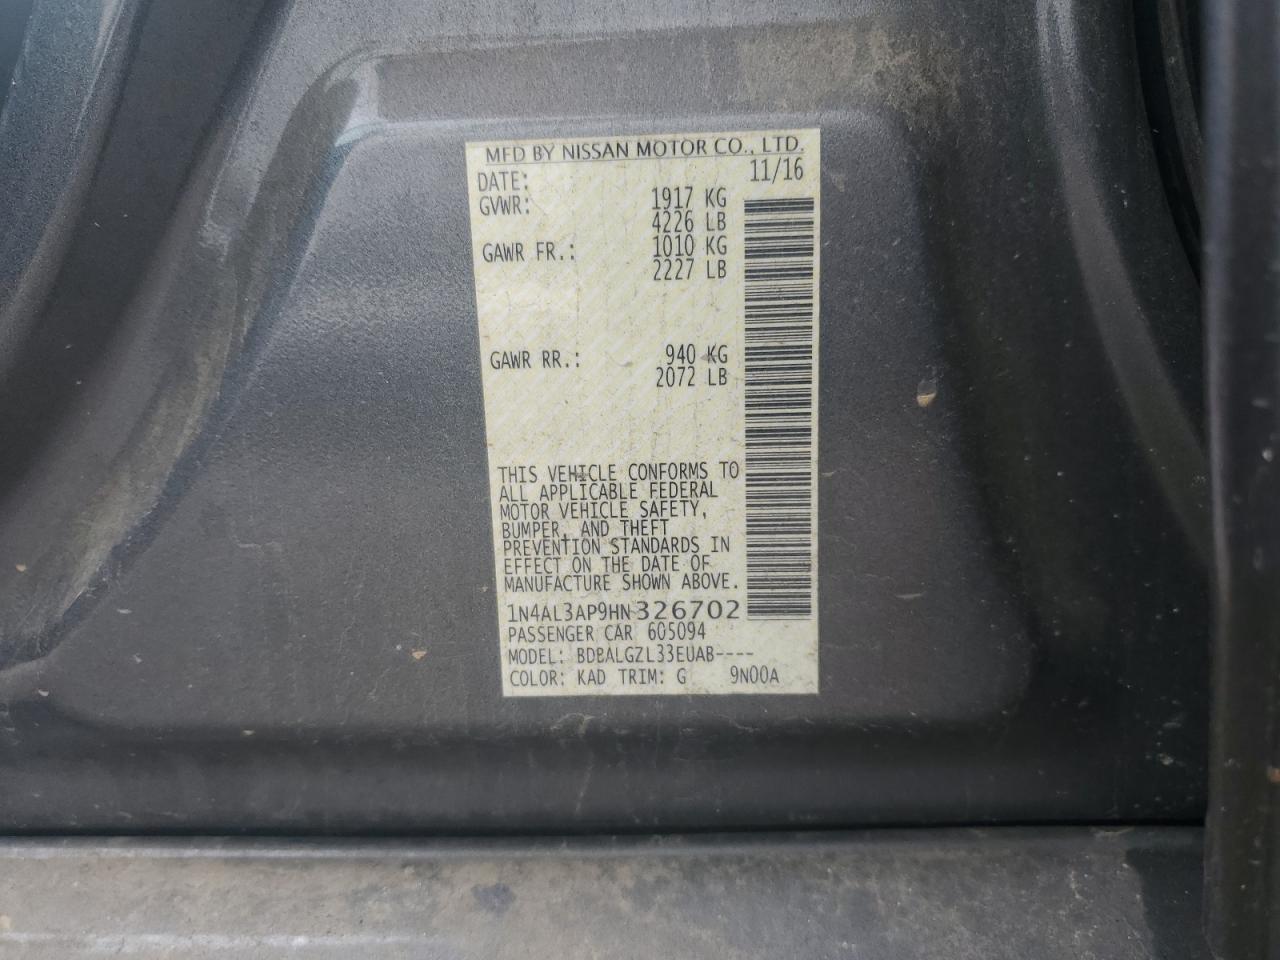 MFD BY NISSAN MOTOR CO., LTD.
DATE: 11/16
GVWR: 1917 KG
4226 LB
GAWR FR.: 1010 KG
2227 LB
GAWR RR.: 940 KG
2072 LB
THIS VEHICLE CONFORMS TO
ALL APPLICABLE FEDERAL
MOTOR VEHICLE SAFETY,
BUMPER, AND THEFT
PREVENTION STANDARDS IN
EFFECT ON THE DATE OF
MANUFACTURE SHOWN ABOVE.
1N4AL3AP9HN326702
PASSENGER CAR 605094
MODEL: BDBALGZL33EUAB----
COLOR: KAD TRIM: G 9N00A